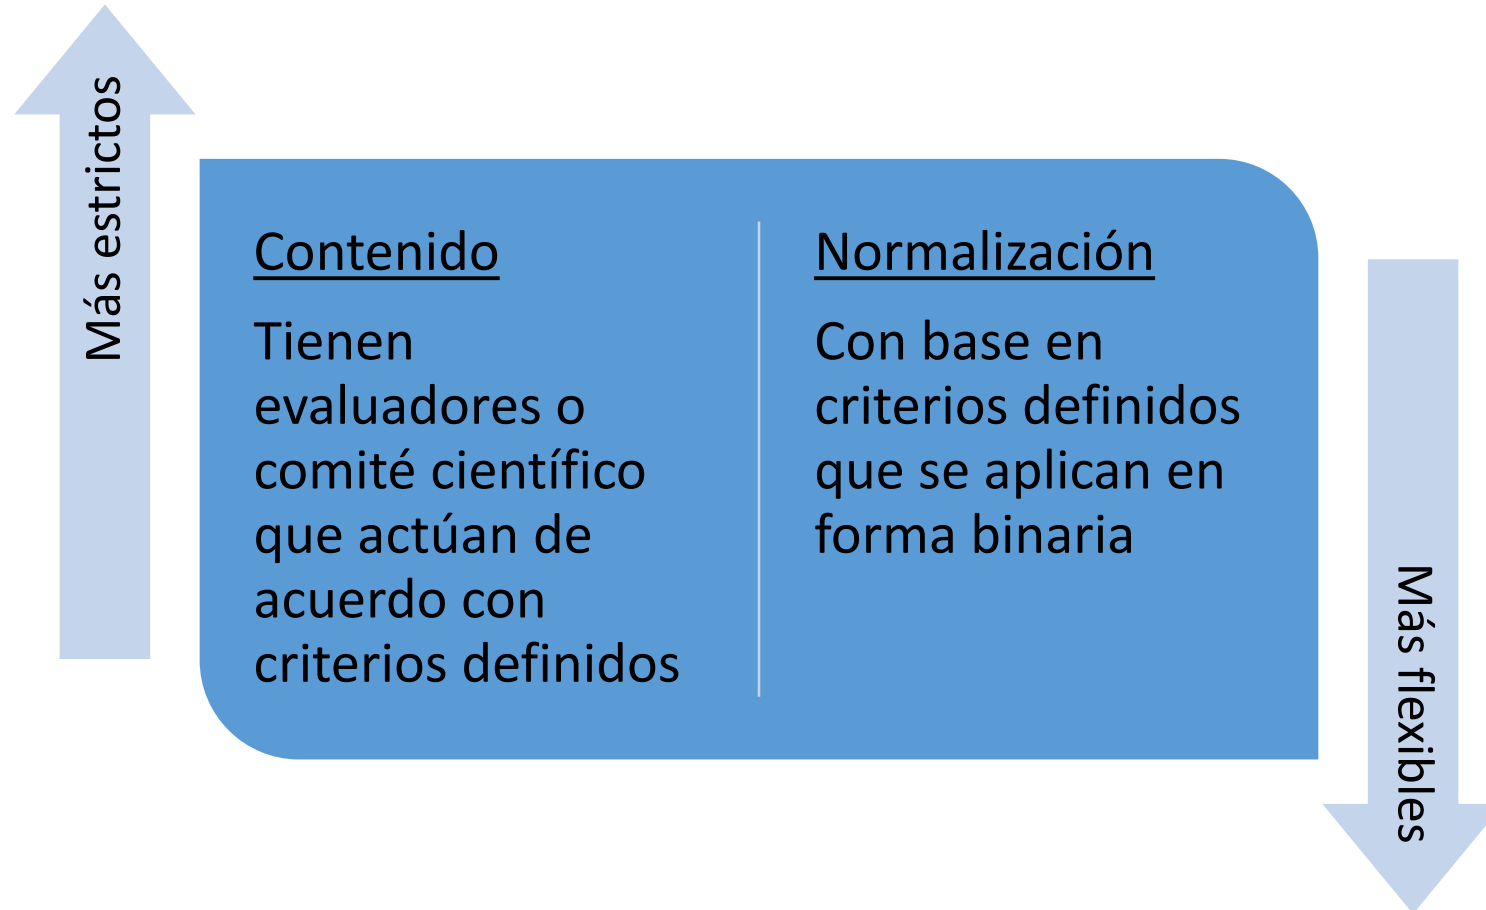 Más estrictos
Contenido
Tienen
evaluadores o
comité científico
que actúan de
acuerdo con
criterios definidos
Normalización
Con base en
criterios definidos
que se aplican en
forma binaria
Más flexibles